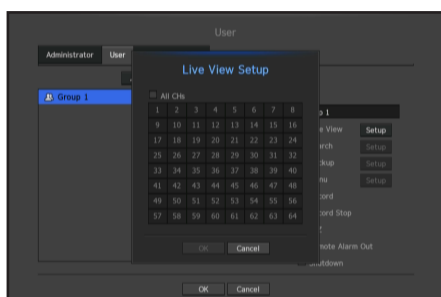 User
Administrator User
Live View Setup
Group 1
All CHs
1 2 3 4 5 6 7 8
9 10 11 12 13 14 15 16
17 18 19 20 21 22 23 24
25 26 27 28 29 30 31 32
33 34 35 36 37 38 39 40
41 42 43 44 45 46 47 48
49 50 51 52 53 54 55 56
57 58 59 60 61 62 63 64
OK Cancel
p 1
e View Setup
arch Setup
ckup Setup
nu Setup
cord
cord Stop
Z
mote Alarm Out
Shutdown
OK Cancel